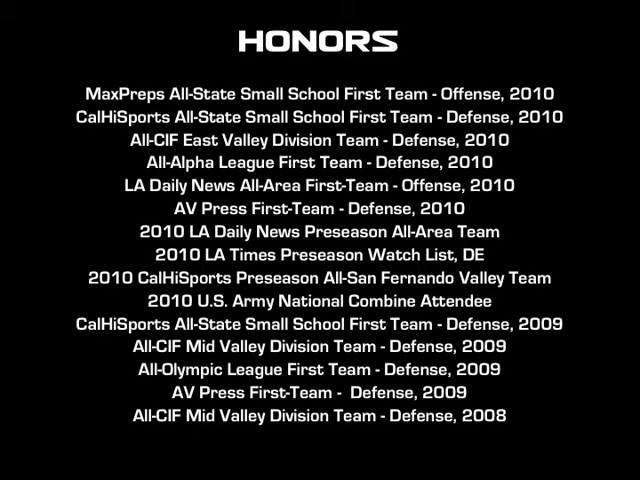 HONORS
MaxPreps All-State Small School First Team - Offense, 2010
CalHiSports All-State Small School First Team - Defense, 2010
All-CIF East Valley Division Team - Defense, 2010
All-Alpha League First Team - Defense, 2010
LA Daily News All-Area First-Team - Offense, 2010
AV Press First-Team - Defense, 2010
2010 LA Daily News Preseason All-Area Team
2010 LA Times Preseason Watch List, DE
2010 CalHiSports Preseason All-San Fernando Valley Team
2010 U.S. Army National Combine Attendee
CalHiSports All-State Small School First Team - Defense, 2009
All-CIF Mid Valley Division Team - Defense, 2009
All-Olympic League First Team - Defense, 2009
AV Press First-Team -  Defense, 2009
All-CIF Mid Valley Division Team - Defense, 2008